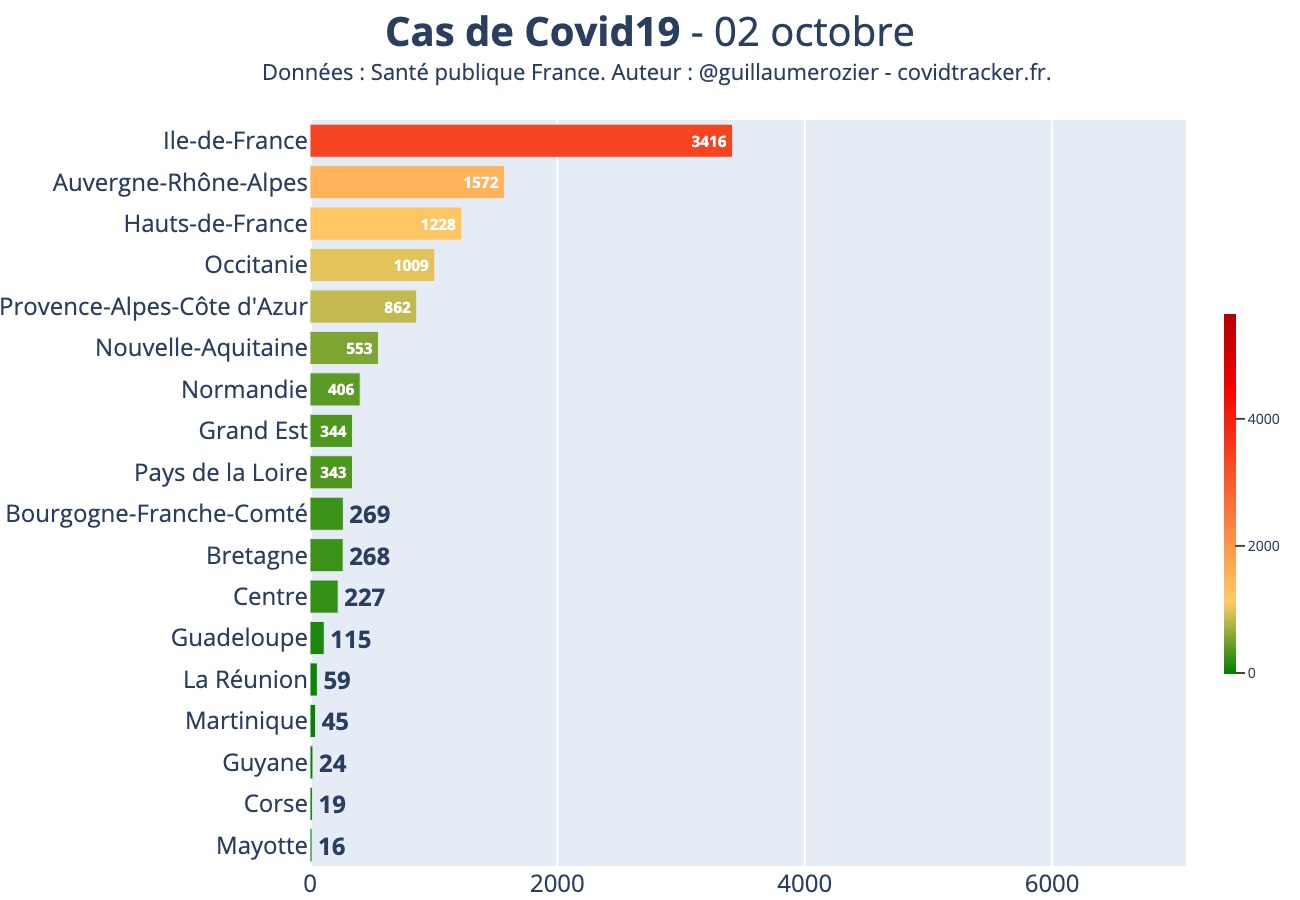 Cas de Covid19 - 02 octobre
Données : Santé publique France. Auteur : @guillaumerozier - covidtracker.fr.
Ile-de-France 3416
Auvergne-Rhône-Alpes 1572
Hauts-de-France 1228
Occitanie 1009
Provence-Alpes-Côte d'Azur 862
Nouvelle-Aquitaine 553
Normandie 406
Grand Est 344
Pays de la Loire 343
Bourgogne-Franche-Comté 269
Bretagne 268
Centre 227
Guadeloupe 115
La Réunion 59
Martinique 45
Guyane 24
Corse 19
Mayotte 16
0 2000 4000 6000
4000
2000
0